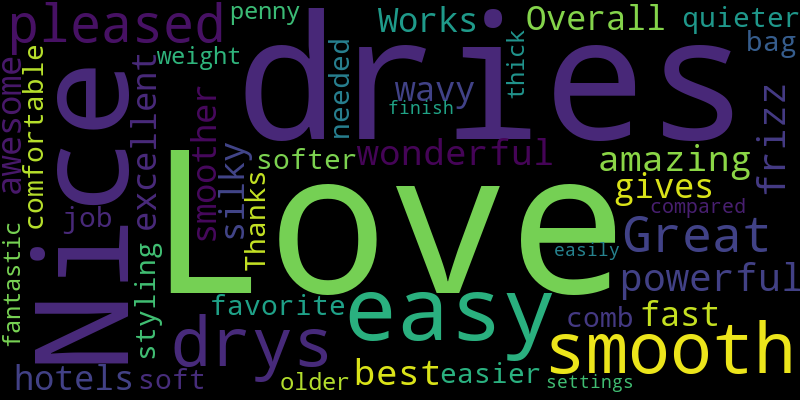 penny
Works
Overall
quieter
pleased
bag
weight
dries
thick
needed
wavy
finish
awesome
comfortable
Nice
excellent
smoother
silky
softer
wonderful
amazing
frizz
Thanks
gives
compared
job
Love
easily
Great
fantastic
styling
powerful
favorite
easy
comb
fast
drys
smooth
hotels
soft
older
best
easier
settings